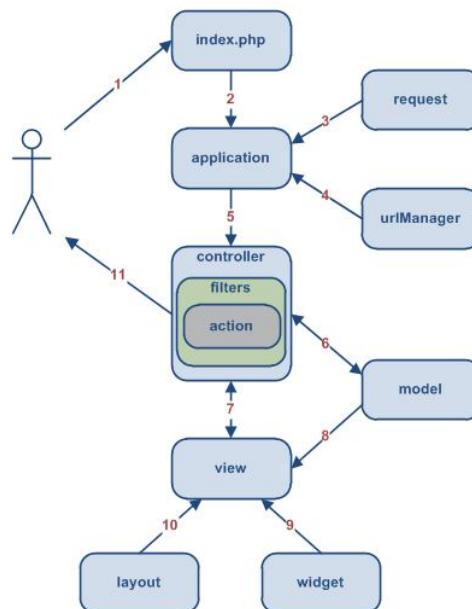 index.php
1
2
request
3
application
4
urlManager
5
controller
filters
11
action
6
model
7
8
view
10
9
layout
widget